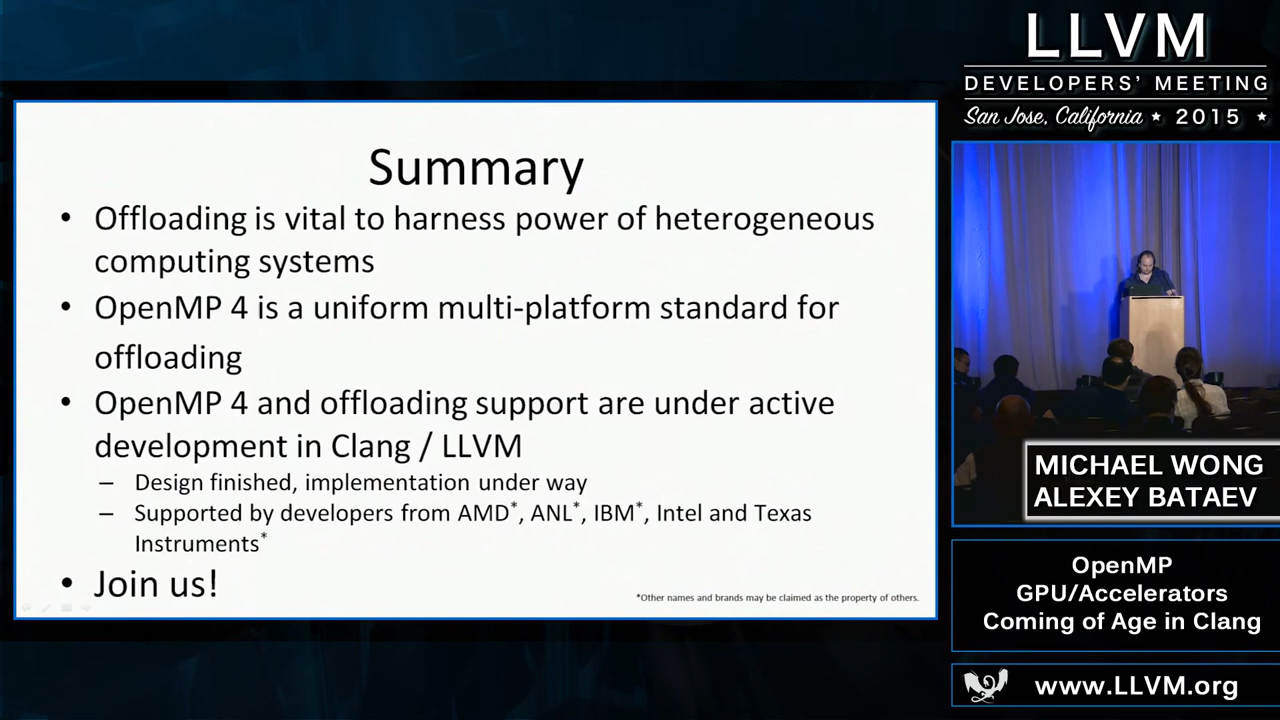 Summary
• Offloading is vital to harness power of heterogeneous
computing systems
• OpenMP 4 is a uniform multi-platform standard for
offloading
• OpenMP 4 and offloading support are under active
development in Clang / LLVM
– Design finished, implementation under way
– Supported by developers from AMD*, ANL*, IBM*, Intel and Texas
Instruments*
• Join us!
*Other names and brands may be claimed as the property of others.
LLVM
DEVELOPERS' MEETING
San Jose, California ★ 2015 ★
MICHAEL WONG
ALEXEY BATAEV
OpenMP
GPU/Accelerators
Coming of Age in Clang
www.LLVM.org